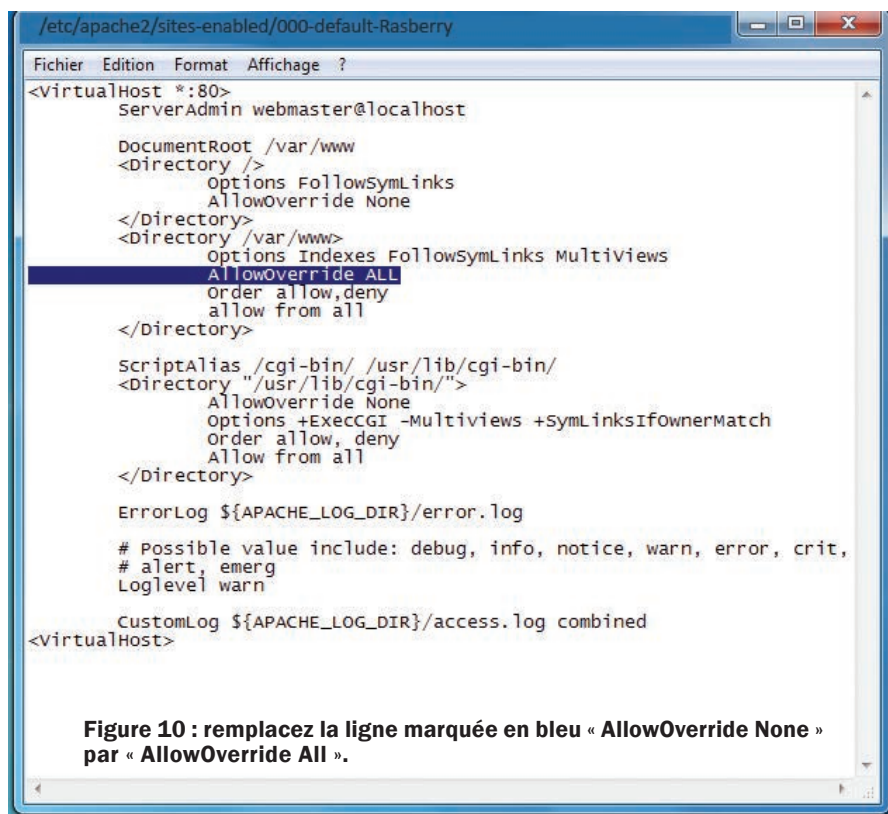 /etc/apache2/sites-enabled/000-default-Rasberry
Fichier Edition Format Affichage ?
<VirtualHost *:80>
ServerAdmin webmaster@localhost
DocumentRoot /var/www
<Directory />
Options FollowSymLinks
AllowOverride None
</Directory>
<Directory /var/www>
Options Indexes FollowSymLinks MultiViews
AllowOverride ALL
Order allow,deny
allow from all
</Directory>
ScriptAlias /cgi-bin/ /usr/lib/cgi-bin/
<Directory "/usr/lib/cgi-bin/">
AllowOverride None
Options +ExecCGI -Multiviews +SymLinksIfOwnerMatch
Order allow, deny
Allow from all
</Directory>
ErrorLog ${APACHE_LOG_DIR}/error.log
# Possible value include: debug, info, notice, warn, error, crit,
# alert, emerg
Loglevel warn
CustomLog ${APACHE_LOG_DIR}/access.log combined
<VirtualHost>
Figure 10 : remplacez la ligne marquée en bleu « AllowOverride None »
par « AllowOverride All ».